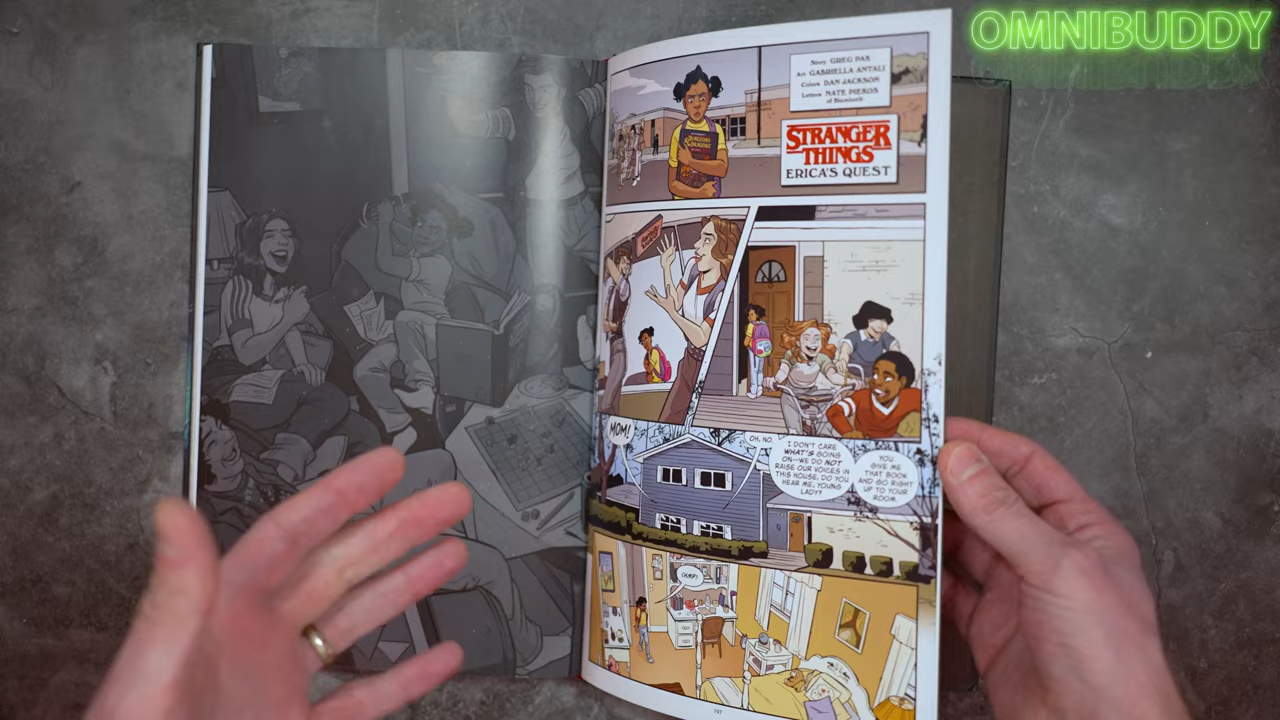 OMNIBUDDY
Story GREG PAK
Art GABRIELLA ANTALI
Colors DAN JACKSON
Letters NATE PIEKOS
of Blambot®
STRANGER
THINGS
ERICA'S QUEST
DUNGEONS
DRAGONS
MOM!
OH, NO.
I DON'T CARE
WHAT'S GOING
ON--WE DO NOT
RAISE OUR VOICES IN
THIS HOUSE. DO YOU
HEAR ME, YOUNG
LADY?
YOU
GIVE ME
THAT BOOK
AND GO RIGHT
UP TO YOUR
ROOM.